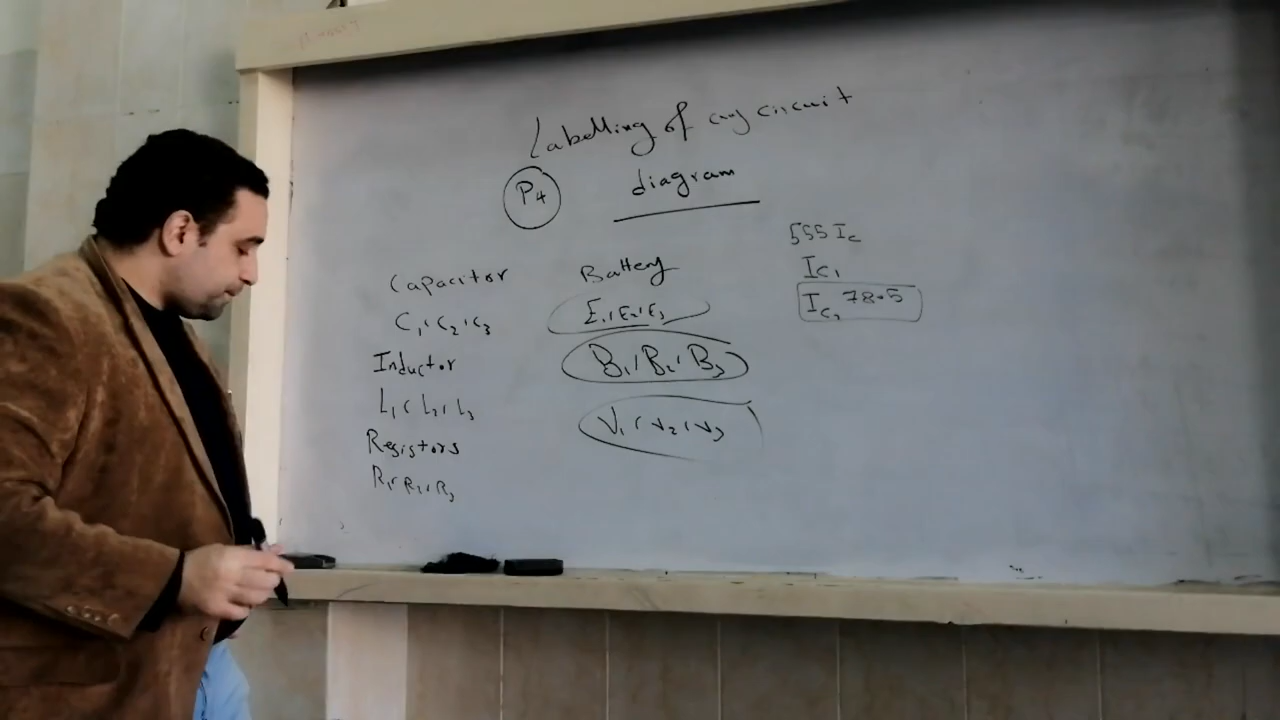 Labelling of any circuit
diagram
P4
Capacitor
C1, C2, C3
Inductor
L1, L2, L3
Resistors
R1, R2, R3
Battery
E1, E2, E3
B1, B2, B3
V1, V2, V3
555 Ic
Ic1
Ic2 78.5